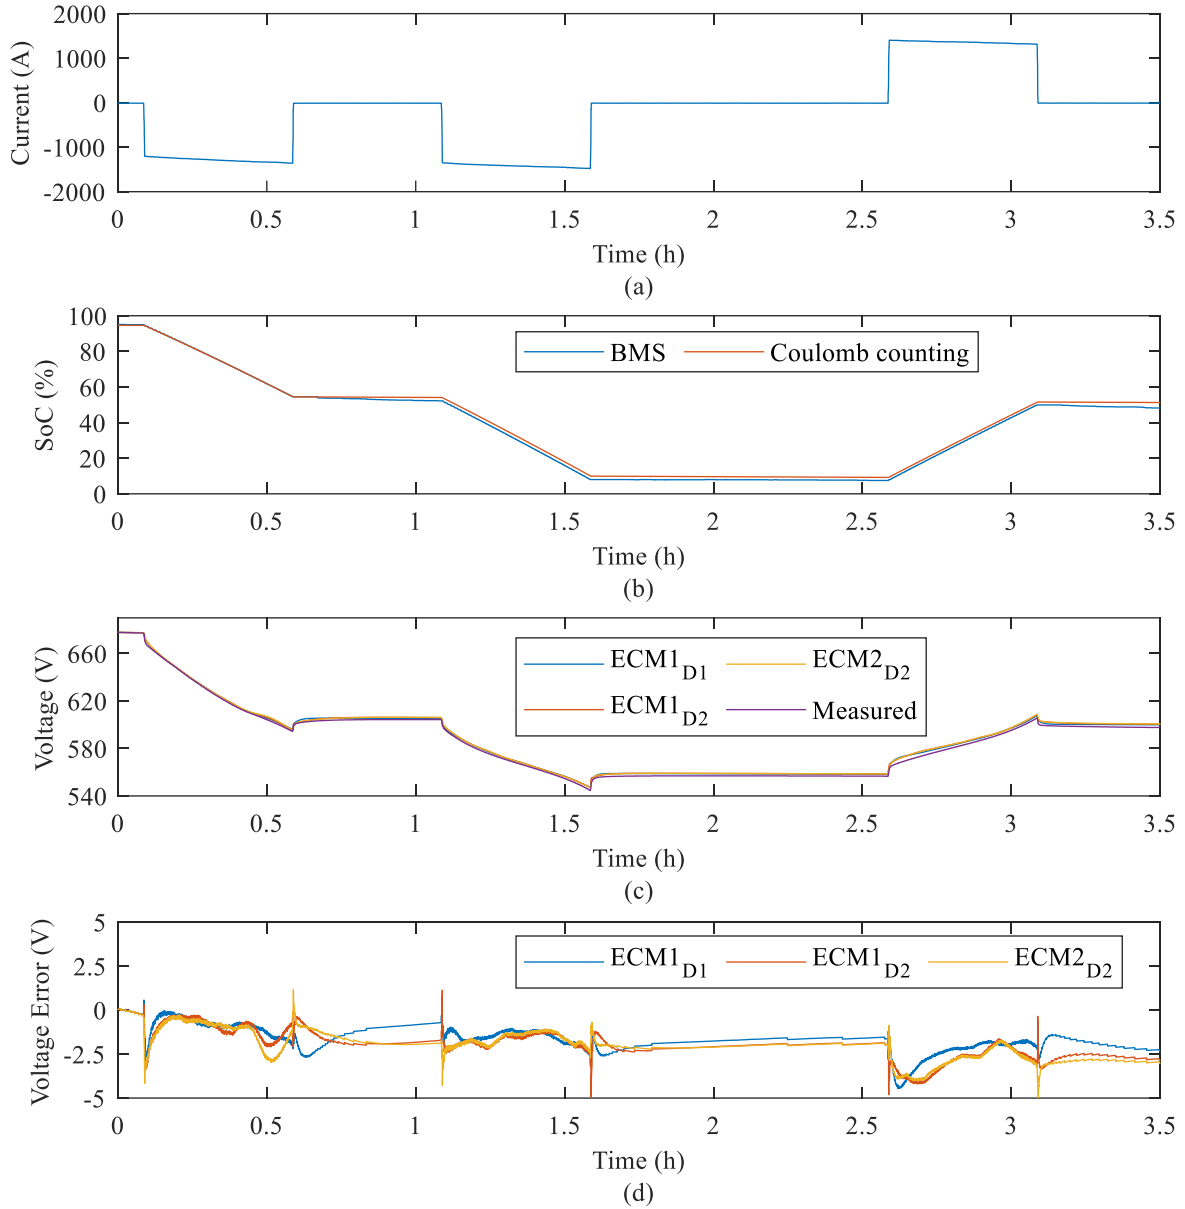 2000
1000
0
-1000
-2000
Current (A)
0 0.5 1 1.5 2 2.5 3 3.5
Time (h)
(a)
100
80
60
40
20
0
SoC (%)
BMS Coulomb counting
0 0.5 1 1.5 2 2.5 3 3.5
Time (h)
(b)
660
620
580
540
Voltage (V)
ECM1D1 ECM2D2
ECM1D2 Measured
0 0.5 1 1.5 2 2.5 3 3.5
Time (h)
(c)
5
2.5
0
-2.5
-5
Voltage Error (V)
ECM1D1 ECM1D2 ECM2D2
0 0.5 1 1.5 2 2.5 3 3.5
Time (h)
(d)